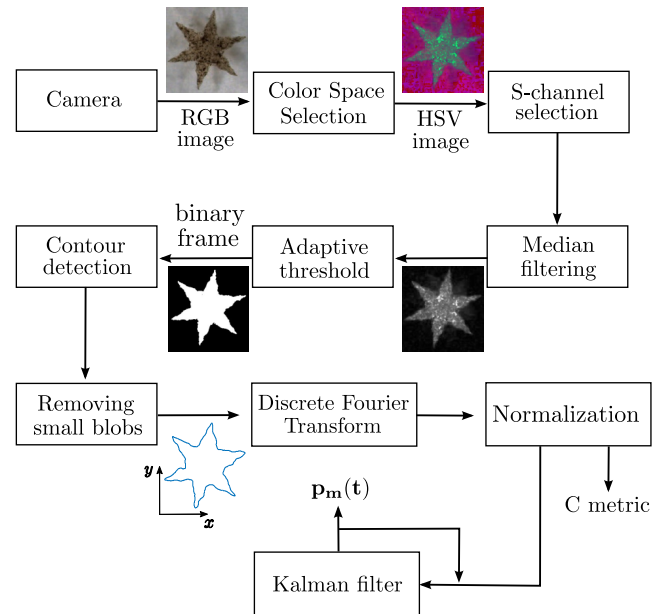 Camera
RGB
image
Color Space
Selection
HSV
image
S-channel
selection
Contour
detection
binary
frame
Adaptive
threshold
Median
filtering
Removing
small blobs
y
x
Discrete Fourier
Transform
Normalization
C metric
p_m(t)
Kalman filter